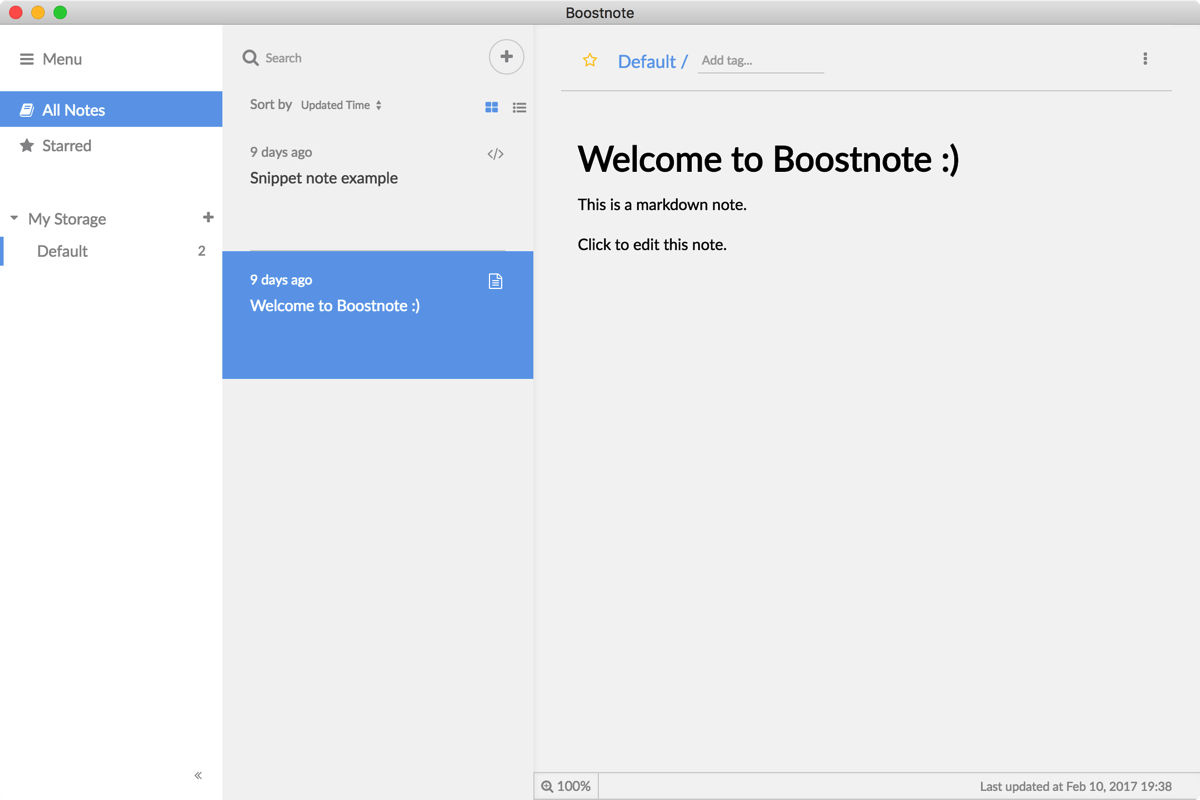 Boostnote
Menu
All Notes
Starred
My Storage
Default 2
Search
Sort by Updated Time
9 days ago
Snippet note example
9 days ago
Welcome to Boostnote :)
Default / Add tag...
Welcome to Boostnote :)
This is a markdown note.
Click to edit this note.
100%
Last updated at Feb 10, 2017 19:38